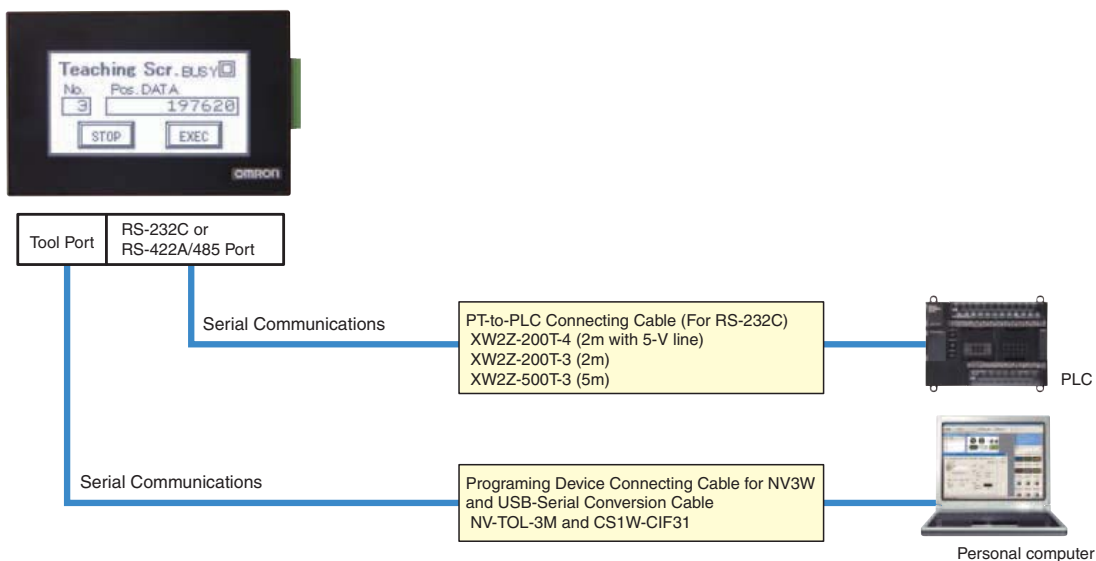 Teaching Scr. BUSY
No. Pos. DATA
3 197620
STOP EXEC
OMRON
Tool Port
RS-232C or
RS-422A/485 Port
Serial Communications
PT-to-PLC Connecting Cable (For RS-232C)
XW2Z-200T-4 (2m with 5-V line)
XW2Z-200T-3 (2m)
XW2Z-500T-3 (5m)
PLC
Serial Communications
Programing Device Connecting Cable for NV3W
and USB-Serial Conversion Cable
NV-TOL-3M and CS1W-CIF31
Personal computer